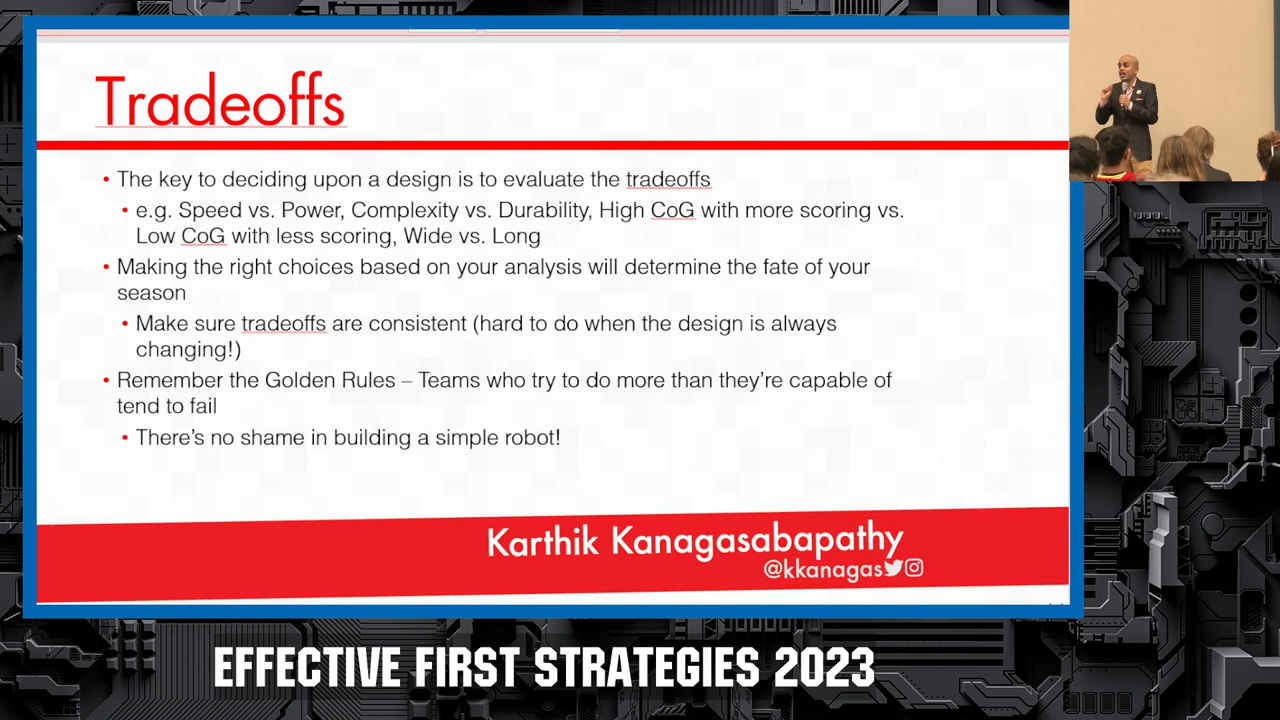 Tradeoffs
• The key to deciding upon a design is to evaluate the tradeoffs
• e.g. Speed vs. Power, Complexity vs. Durability, High CoG with more scoring vs.
Low CoG with less scoring, Wide vs. Long
• Making the right choices based on your analysis will determine the fate of your
season
• Make sure tradeoffs are consistent (hard to do when the design is always
changing!)
• Remember the Golden Rules – Teams who try to do more than they're capable of
tend to fail
• There's no shame in building a simple robot!
Karthik Kanagasabapathy
@kkanagas
EFFECTIVE FIRST STRATEGIES 2023